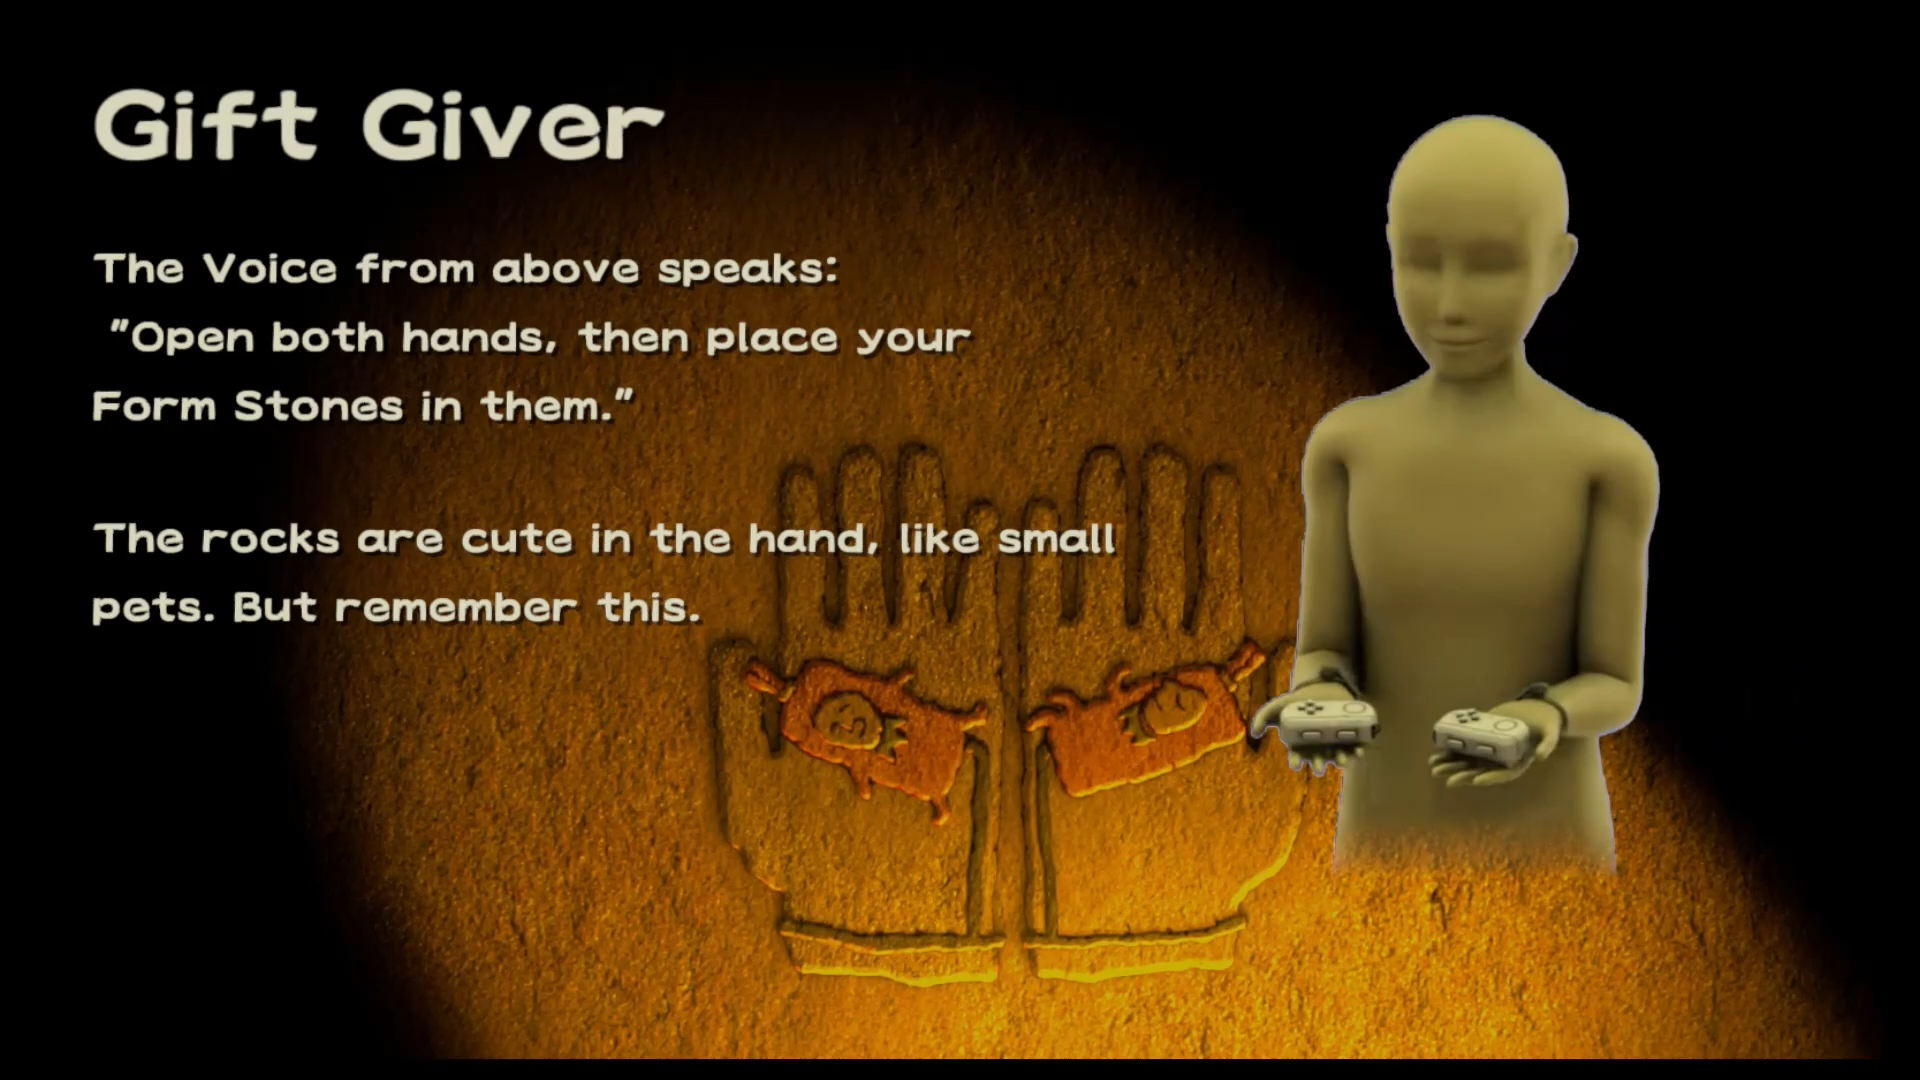 Gift Giver
The Voice from above speaks:
"Open both hands, then place your
Form Stones in them."
The rocks are cute in the hand, like small
pets. But remember this.